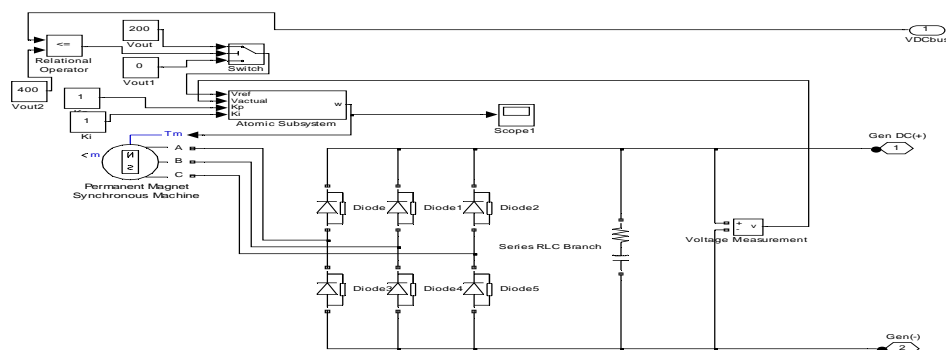 200
Vout
1
VDCbus
<=
Relational
Operator
0
Vout1
Switch
400
Vout2
1
1
Ki
Vref
Vactual
Kp
Ki
w
Atomic Subsystem
Scope1
Tm
<m
A
B
C
N
S
Permanent Magnet
Synchronous Machine
Gen DC(+)
1
Diode
Diode1
Diode2
Series RLC Branch
+
-
v
Voltage Measurement
Diode3
Diode4
Diode5
Gen(-)
2